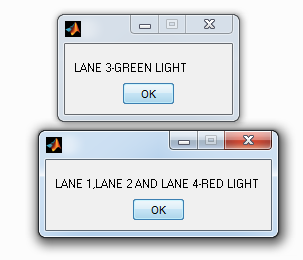 LANE 3-GREEN LIGHT
OK
LANE 1,LANE 2 AND LANE 4-RED LIGHT
OK